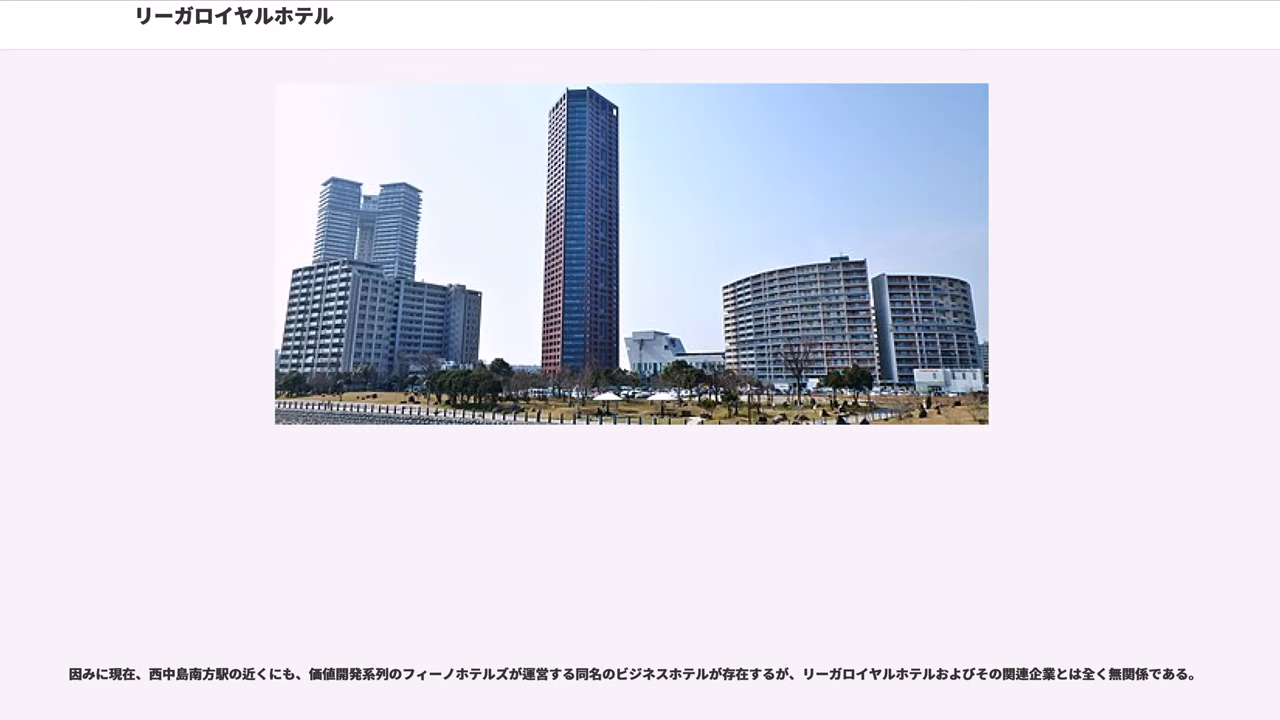 リーガロイヤルホテル
因みに現在、西中島南方駅の近くにも、価値開発系列のフィーノホテルズが運営する同名のビジネスホテルが存在するが、リーガロイヤルホテルおよびその関連企業とは全く無関係である。